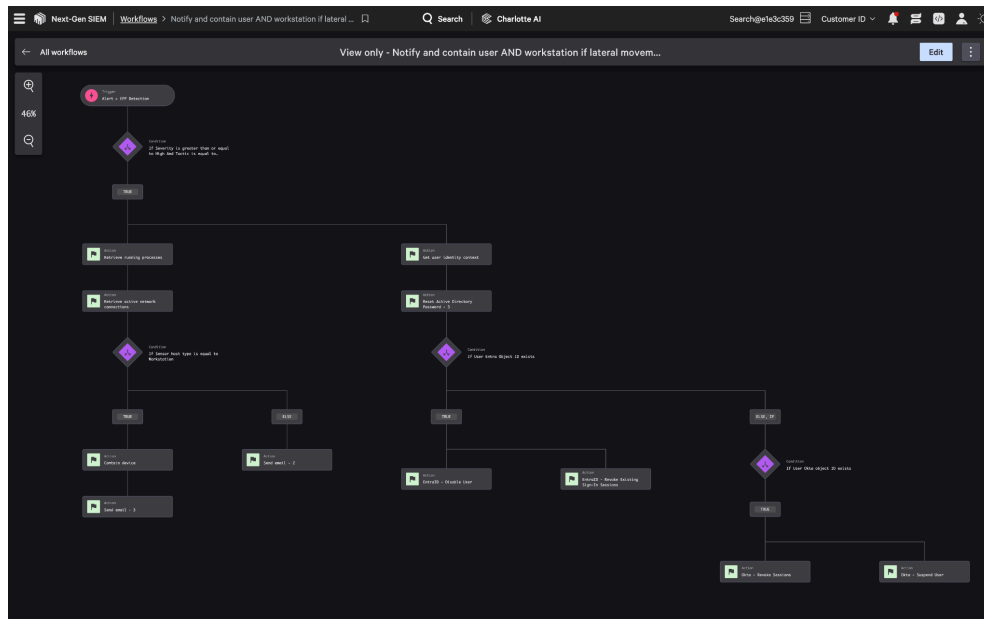 Next-Gen SIEM
Workflows > Notify and contain user AND workstation if lateral ...
Search
Charlotte AI
Search@e1e3c359
Customer ID
All workflows
View only - Notify and contain user AND workstation if lateral movem...
Edit
46%
Trigger
Alert > EPP Detection
Condition
If Severity is greater than or equal
to High And Tactic is equal to…
TRUE
Action
Retrieve running processes
Action
Get user identity context
Action
Retrieve active network
connections
Action
Reset Active Directory
Password - 2
Condition
If Sensor host type is equal to
Workstation
Condition
If User Entra Object ID exists
TRUE
ELSE
TRUE
ELSE, IF
Action
Contain device
Action
Send email - 2
Condition
If User Okta object ID exists
Action
EntraID - Disable User
Action
EntraID - Revoke Existing
Sign-In Sessions
Action
Send email - 3
TRUE
Action
Okta - Revoke Sessions
Action
Okta - Suspend User